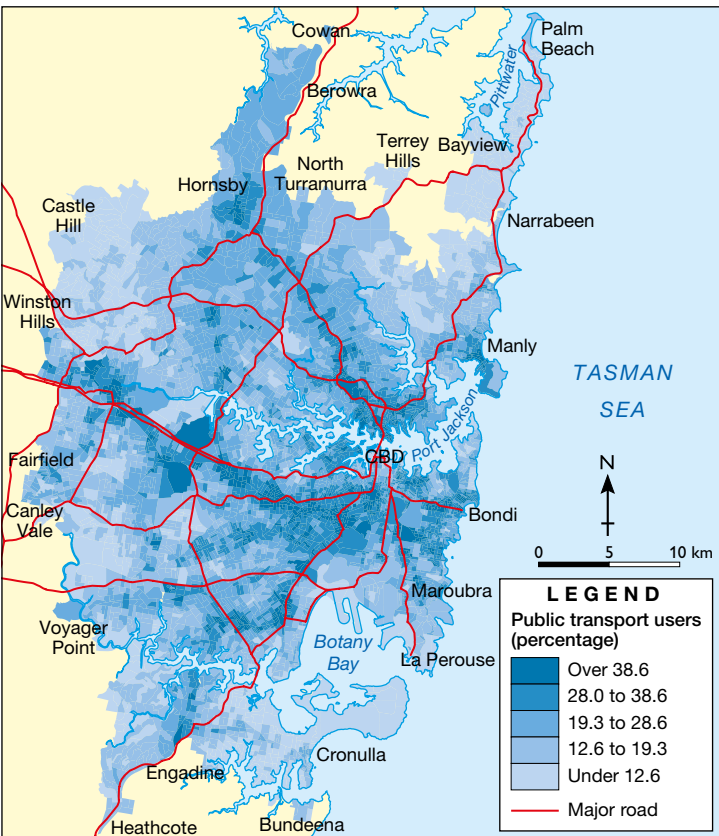 Cowan
Palm
Beach
Pittwater
Berowra
Terrey
Hills
Bayview
North
Turramurra
Hornsby
Castle
Hill
Narrabeen
Winston
Hills
Manly
TASMAN
SEA
Port Jackson
CBD
Fairfield
N
Canley
Vale
Bondi
0 5 10 km
Maroubra
Voyager
Point
Botany
Bay
La Perouse
Cronulla
Engadine
Heathcote
Bundeena
LEGEND
Public transport users
(percentage)
Over 38.6
28.0 to 38.6
19.3 to 28.6
12.6 to 19.3
Under 12.6
Major road